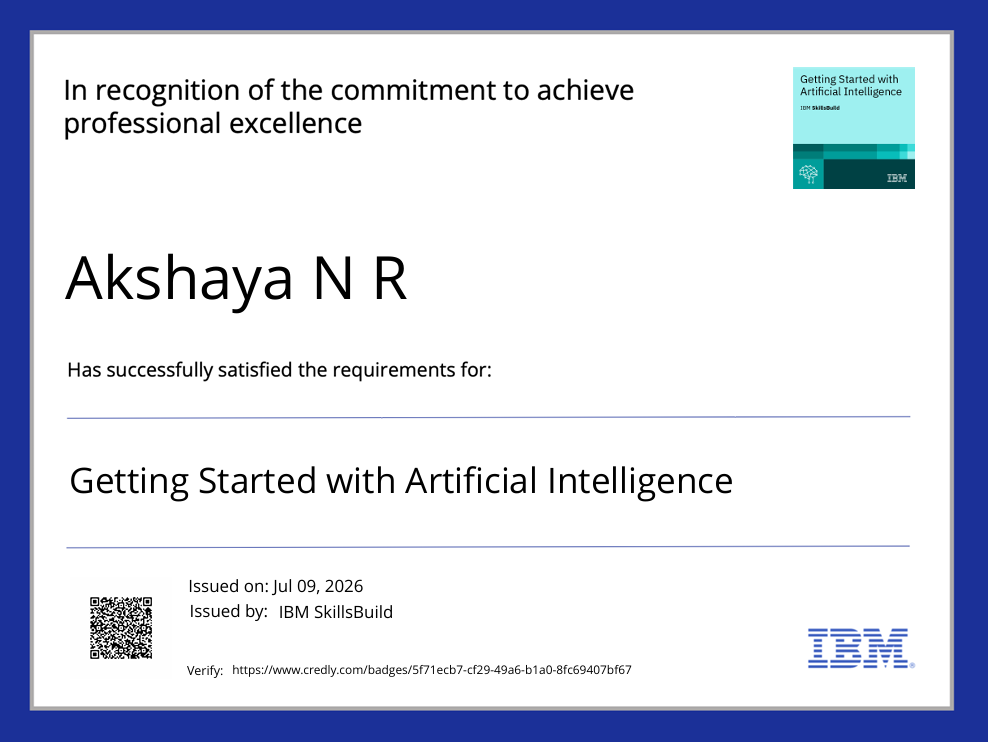 In recognition of the commitment to achieve
professional excellence
Getting Started with
Artificial Intelligence
IBM SkillsBuild
IBM
Akshaya N R
Has successfully satisfied the requirements for:
Getting Started with Artificial Intelligence
Issued on: Jul 09, 2026
Issued by: IBM SkillsBuild
Verify: https://www.credly.com/badges/5f71ecb7-cf29-49a6-b1a0-8fc69407bf67
IBM®